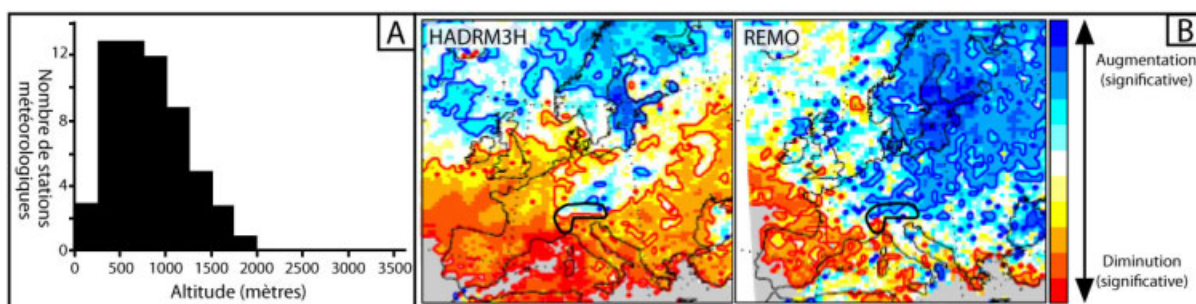 A
Nombre de stations
météorologiques
12
8
4
0
0
500
1000
1500
2000
2500
3000
3500
Altitude (mètres)
HADRM3H
REMO
B
Augmentation
(significative)
Diminution
(significative)